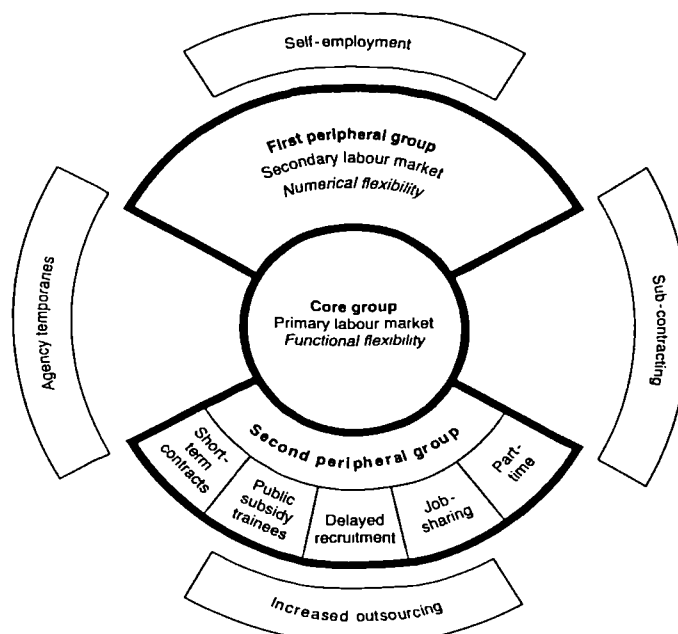 Self-employment
First peripheral group
Secondary labour market
Numerical flexibility
Agency temporaries
Sub-contracting
Core group
Primary labour market
Functional flexibility
Second peripheral group
Short-
term
contracts
Public
subsidy
trainees
Delayed
recruitment
Job-
sharing
Part-
time
Increased outsourcing